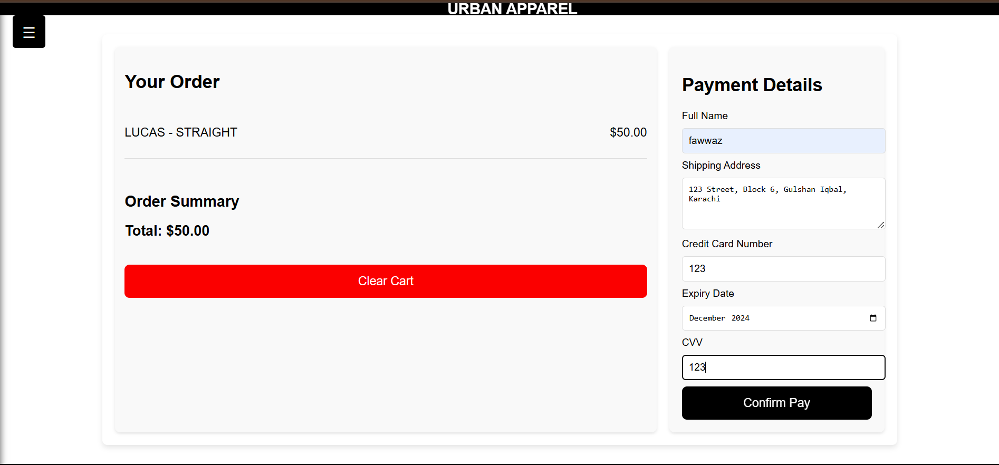 URBAN APPAREL
☰
Your Order
LUCAS - STRAIGHT $50.00
Order Summary
Total: $50.00
Clear Cart
Payment Details
Full Name
fawwaz
Shipping Address
123 Street, Block 6, Gulshan Iqbal,
Karachi
Credit Card Number
123
Expiry Date
December 2024
CVV
123
Confirm Pay